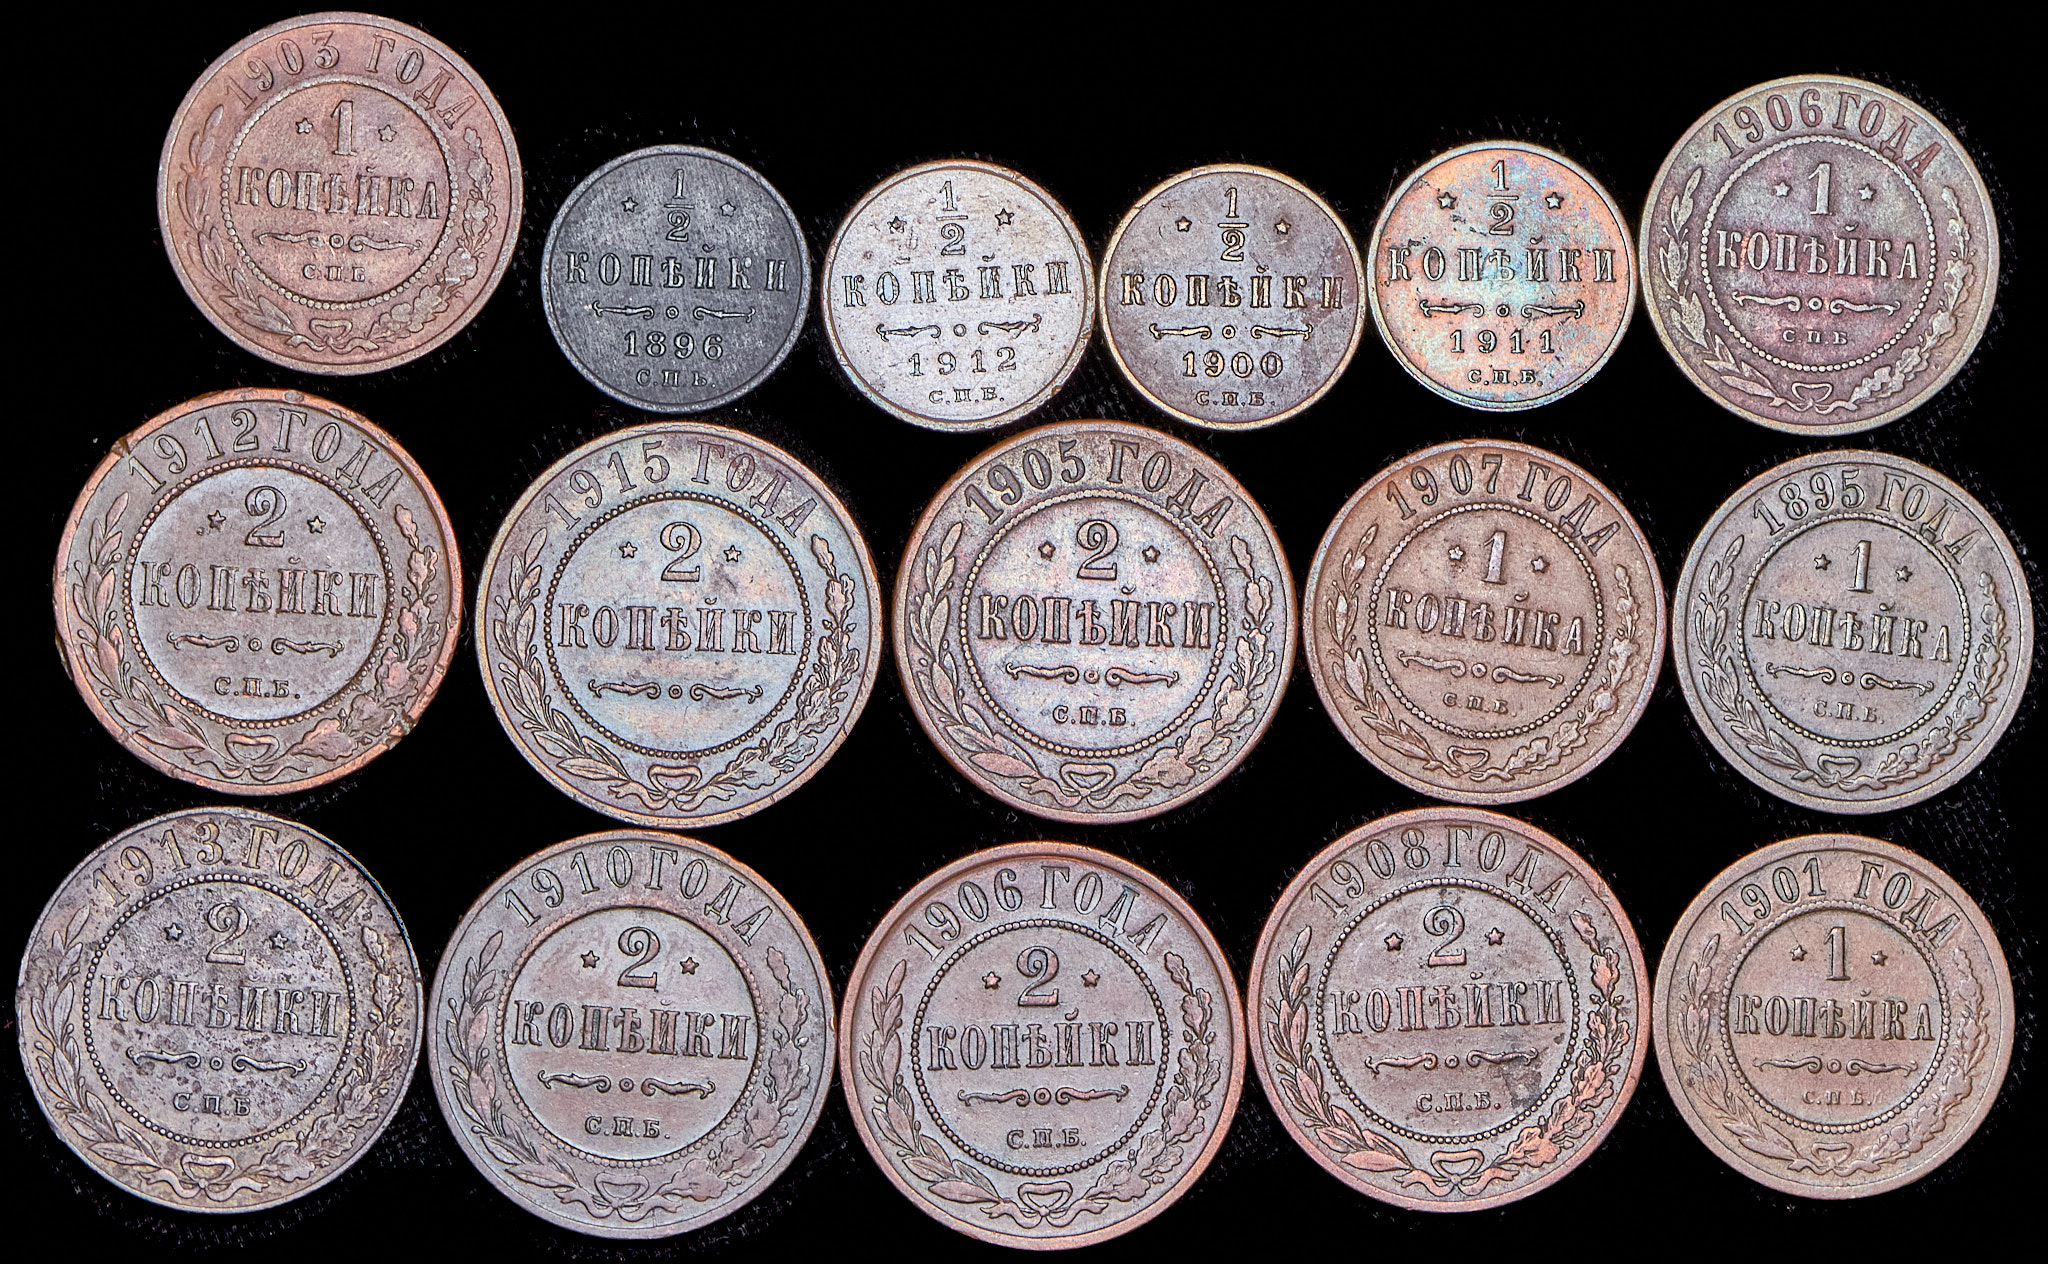 1903 ГОДА
1
КОПѢЙКА
С.П.Б.
1
2
КОПѢЙКИ
1896
С.П.Б.
1
2
КОПѢЙКИ
1912
С.П.Б.
1
2
КОПѢЙКИ
1900
С.П.Б.
1
2
КОПѢЙКИ
1911
С.П.Б.
1906 ГОДА
1
КОПѢЙКА
С.П.Б
1912 ГОДА
2
КОПѢЙКИ
С.П.Б.
1915 ГОДА
2
КОПѢЙКИ
1905 ГОДА
2
КОПѢЙКИ
С.П.Б.
1907 ГОДА
1
КОПѢЙКА
С.П.Б.
1895 ГОДА
1
КОПѢЙКА
С.П.Б.
1913 ГОДА
2
КОПѢЙКИ
С.П.Б
1910 ГОДА
2
КОПѢЙКИ
С.П.Б.
1906 ГОДА
2
КОПѢЙКИ
С.П.Б.
1908 ГОДА
2
КОПѢЙКИ
С.П.Б.
1901 ГОДА
1
КОПѢЙКА
С.П.Б.